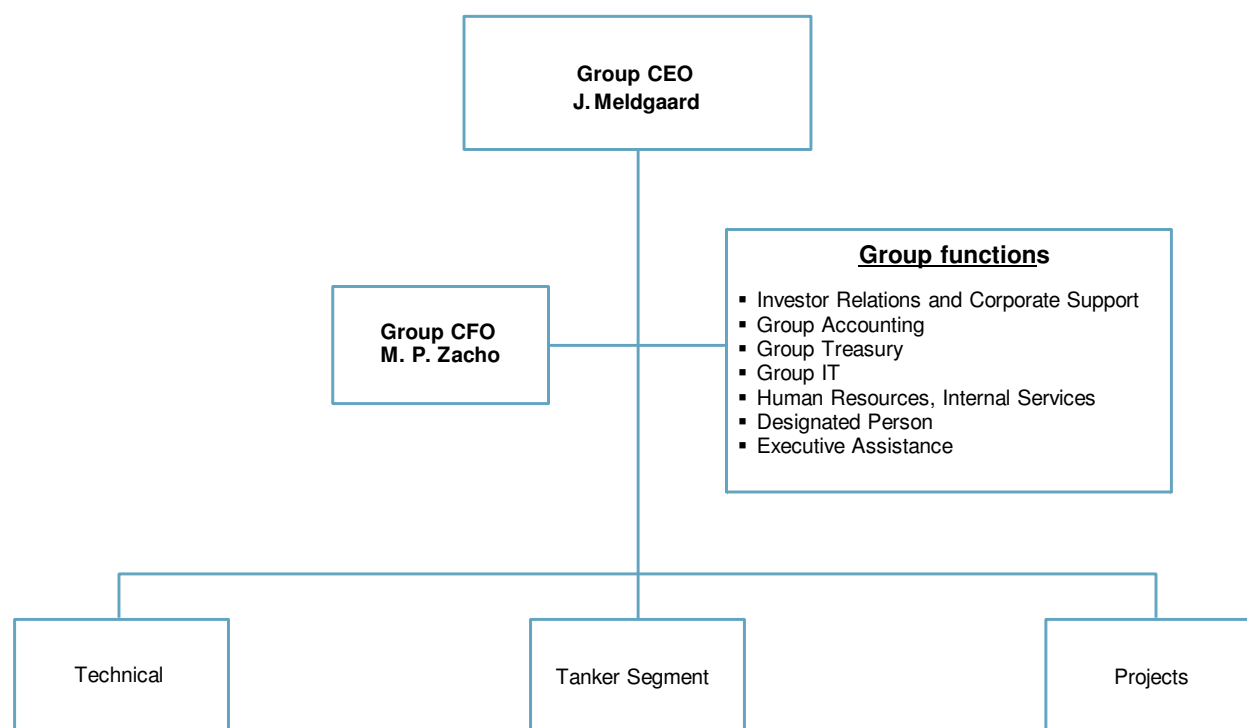 Group CEO
J. Meldgaard
Group functions
▪ Investor Relations and Corporate Support
▪ Group Accounting
▪ Group Treasury
▪ Group IT
▪ Human Resources, Internal Services
▪ Designated Person
▪ Executive Assistance
Group CFO
M. P. Zacho
Technical
Tanker Segment
Projects